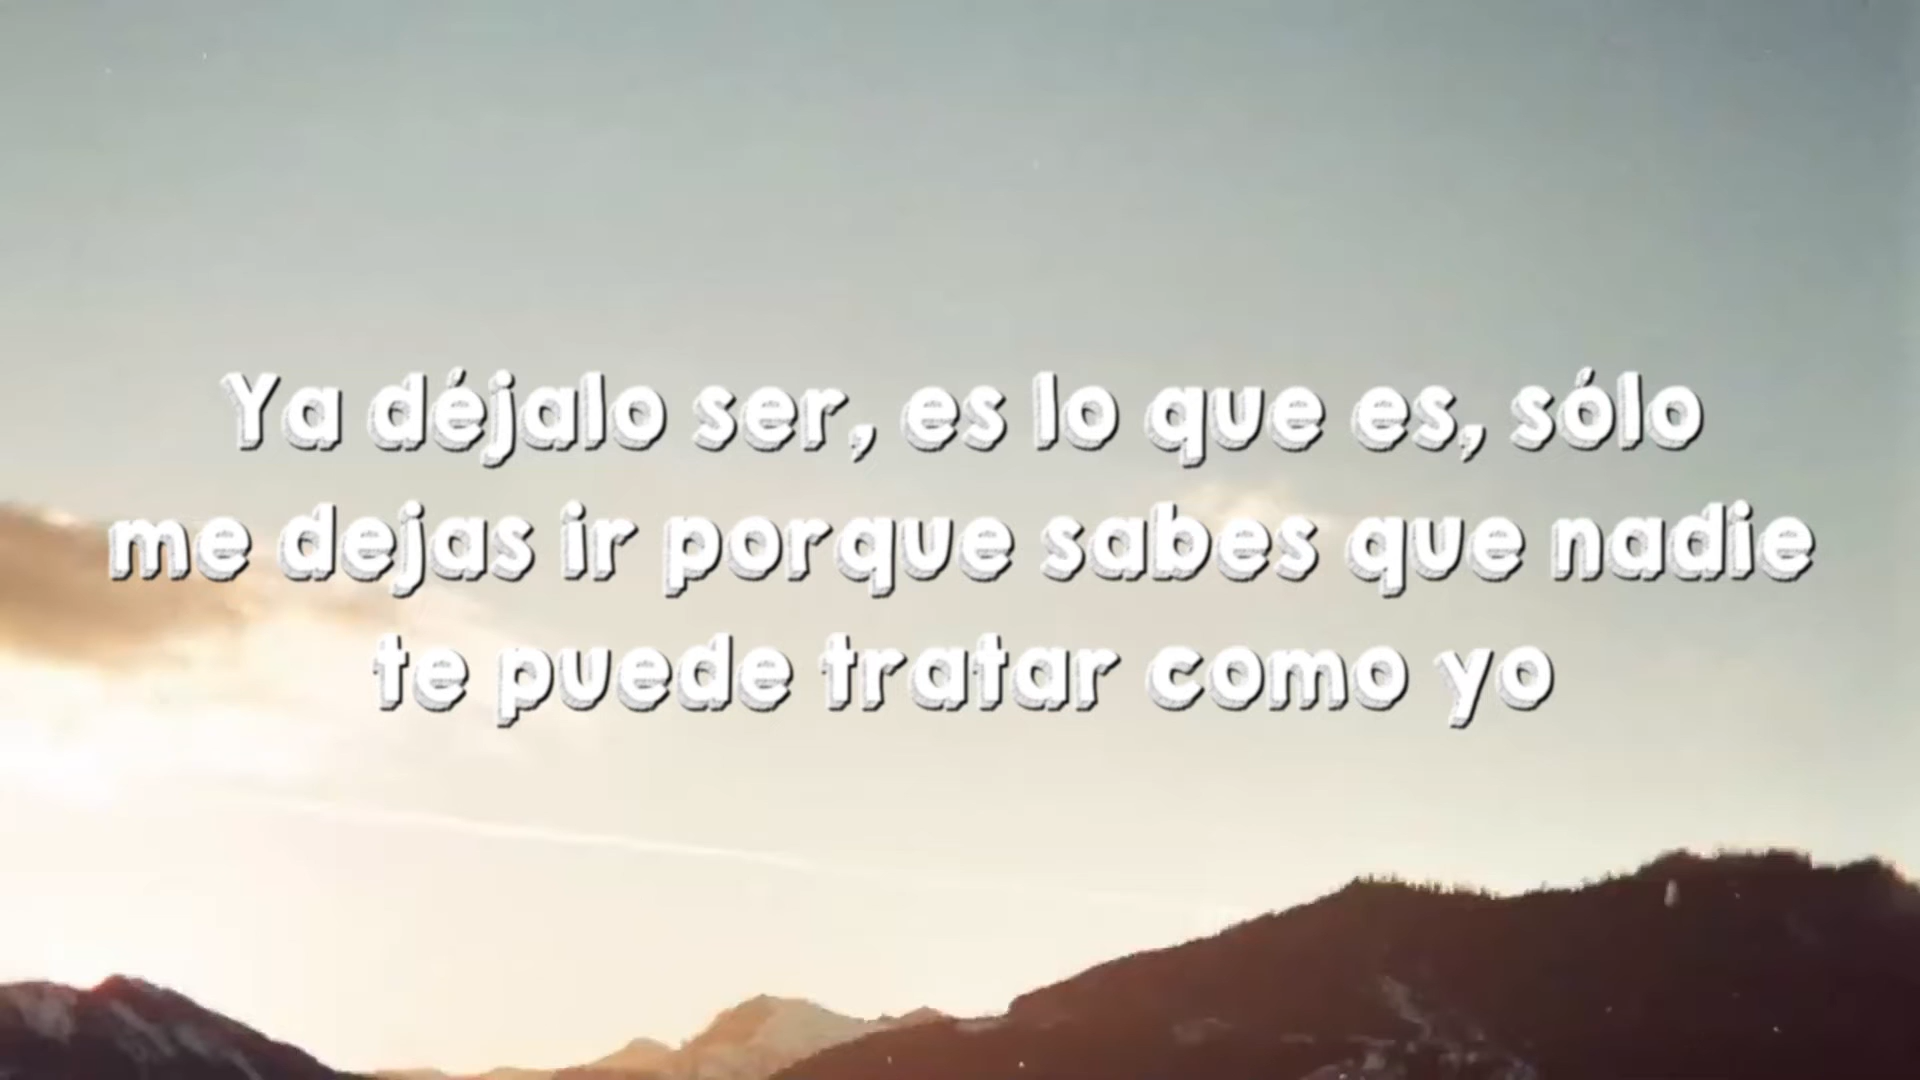 Ya déjalo ser, es lo que es, sólo
me dejas ir porque sabes que nadie
te puede tratar como yo